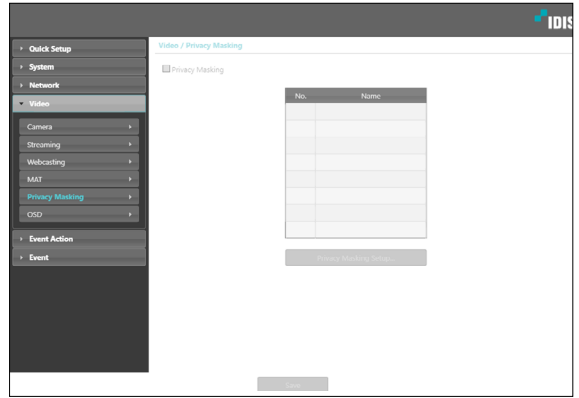 IDIS
Quick Setup
System
Network
Video
Camera
Streaming
Webcasting
MAT
Privacy Masking
OSD
Event Action
Event
Video / Privacy Masking
Privacy Masking
No. Name
Privacy Masking Setup...
Save